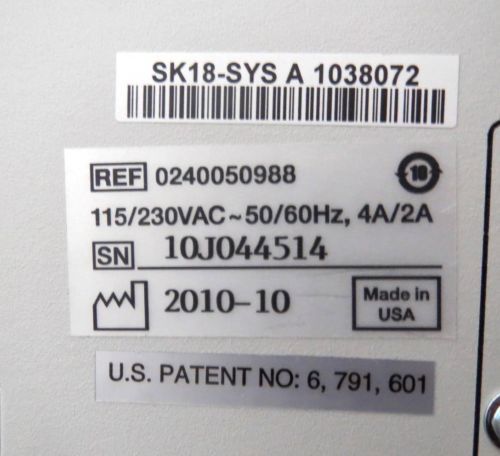 SK18-SYS A 1038072
REF 0240050988
115/230VAC~50/60Hz, 4A/2A
SN 10J044514
2010-10
Made in
USA
U.S. PATENT NO: 6, 791, 601